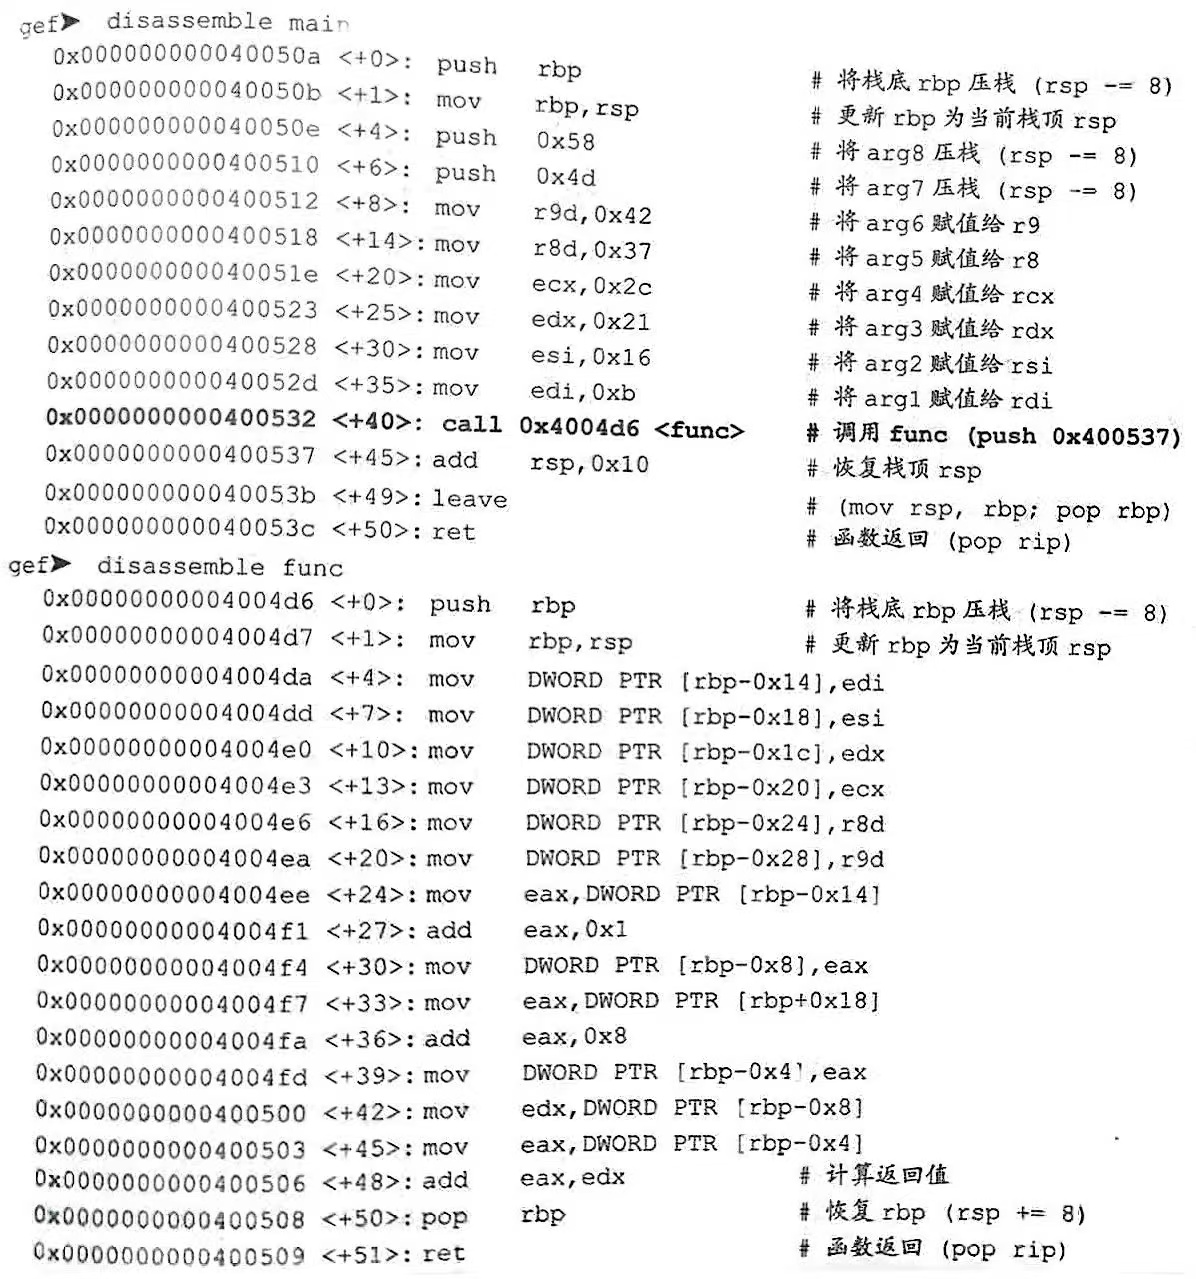 gef➤ disassemble main
0x000000000040050a <+0>: push rbp # 将栈底 rbp 压栈 (rsp -= 8)
0x000000000040050b <+1>: mov rbp,rsp # 更新 rbp 为当前栈顶 rsp
0x000000000040050e <+4>: push 0x58 # 将 arg8 压栈 (rsp -= 8)
0x0000000000400510 <+6>: push 0x4d # 将 arg7 压栈 (rsp -= 8)
0x0000000000400512 <+8>: mov r9d,0x42 # 将 arg6 赋值给 r9
0x0000000000400518 <+14>:mov r8d,0x37 # 将 arg5 赋值给 r8
0x000000000040051e <+20>:mov ecx,0x2c # 将 arg4 赋值给 rcx
0x0000000000400523 <+25>:mov edx,0x21 # 将 arg3 赋值给 rdx
0x0000000000400528 <+30>:mov esi,0x16 # 将 arg2 赋值给 rsi
0x000000000040052d <+35>:mov edi,0xb # 将 arg1 赋值给 rdi
0x0000000000400532 <+40>: call 0x4004d6 <func> # 调用 func (push 0x400537)
0x0000000000400537 <+45>:add rsp,0x10 # 恢复栈顶 rsp
0x000000000040053b <+49>:leave # (mov rsp, rbp; pop rbp)
0x000000000040053c <+50>:ret # 函数返回 (pop rip)
gef➤ disassemble func
0x00000000004004d6 <+0>: push rbp # 将栈底 rbp 压栈 (rsp -= 8)
0x00000000004004d7 <+1>: mov rbp,rsp # 更新 rbp 为当前栈顶 rsp
0x00000000004004da <+4>: mov DWORD PTR [rbp-0x14],edi
0x00000000004004dd <+7>: mov DWORD PTR [rbp-0x18],esi
0x00000000004004e0 <+10>:mov DWORD PTR [rbp-0x1c],edx
0x00000000004004e3 <+13>:mov DWORD PTR [rbp-0x20],ecx
0x00000000004004e6 <+16>:mov DWORD PTR [rbp-0x24],r8d
0x00000000004004ea <+20>:mov DWORD PTR [rbp-0x28],r9d
0x00000000004004ee <+24>:mov eax,DWORD PTR [rbp-0x14]
0x00000000004004f1 <+27>:add eax,0x1
0x00000000004004f4 <+30>:mov DWORD PTR [rbp-0x8],eax
0x00000000004004f7 <+33>:mov eax,DWORD PTR [rbp+0x18]
0x00000000004004fa <+36>:add eax,0x8
0x00000000004004fd <+39>:mov DWORD PTR [rbp-0x4],eax
0x0000000000400500 <+42>:mov edx,DWORD PTR [rbp-0x8]
0x0000000000400503 <+45>:mov eax,DWORD PTR [rbp-0x4]
0x0000000000400506 <+48>:add eax,edx # 计算返回值
0x0000000000400508 <+50>:pop rbp # 恢复 rbp (rsp += 8)
0x0000000000400509 <+51>:ret # 函数返回 (pop rip)